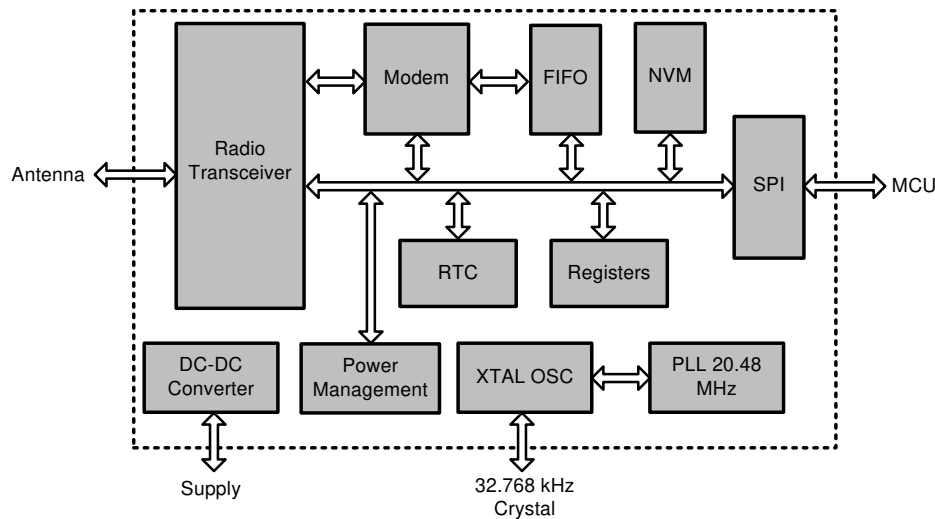 Modem
FIFO
NVM
Radio
Transceiver
Antenna
SPI
MCU
RTC
Registers
DC-DC
Converter
Power
Management
XTAL OSC
PLL 20.48
MHz
Supply
32.768 kHz
Crystal